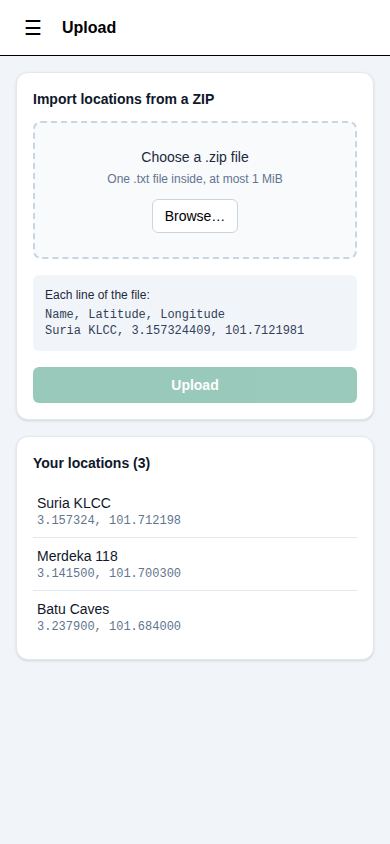 ☰ Upload
Import locations from a ZIP
Choose a .zip file
One .txt file inside, at most 1 MiB
Browse…
Each line of the file:
Name, Latitude, Longitude
Suria KLCC, 3.157324409, 101.7121981
Upload
Your locations (3)
Suria KLCC
3.157324, 101.712198
Merdeka 118
3.141500, 101.700300
Batu Caves
3.237900, 101.684000